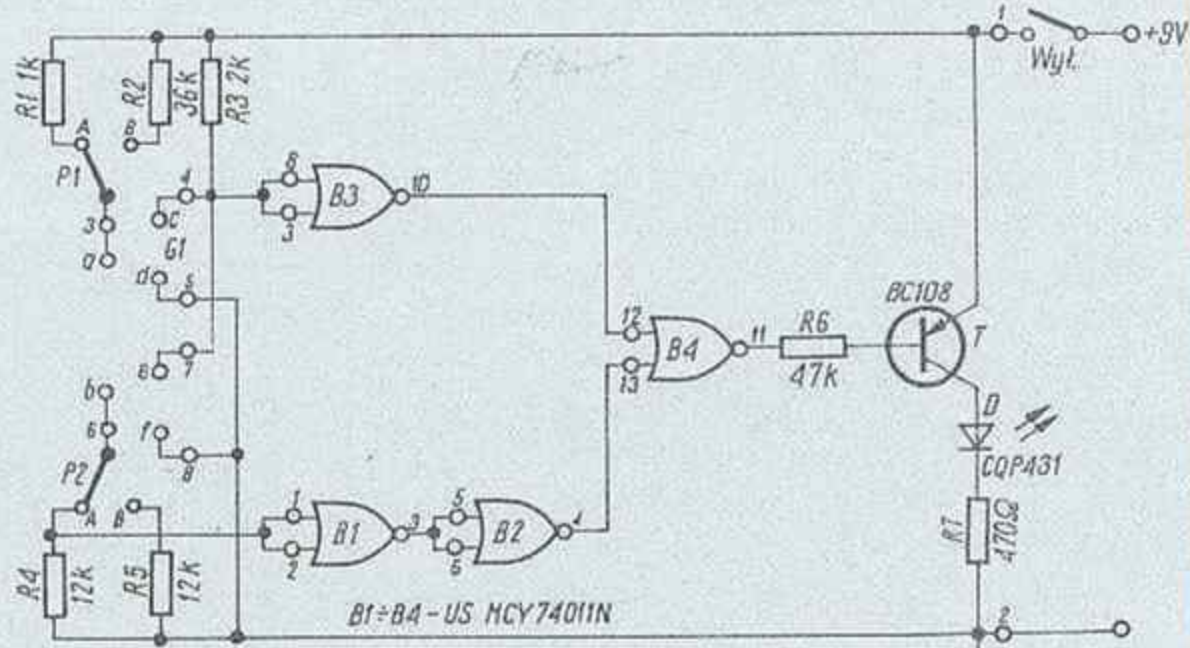 1
+9V
Wył.
R1 1k
R2
36k
R3 2k
A
B
P1
4
C
G1
3
a
d
5
8
3
B3
10
e
7
b
6
f
8
P2
A
B
1
2
B1
3
5
6
B2
4
12
13
B4
11
R6
47k
BC108
T
D
CQP431
R7
470Ω
R4
12k
R5
12k
B1÷B4 - US MCY74011N
2